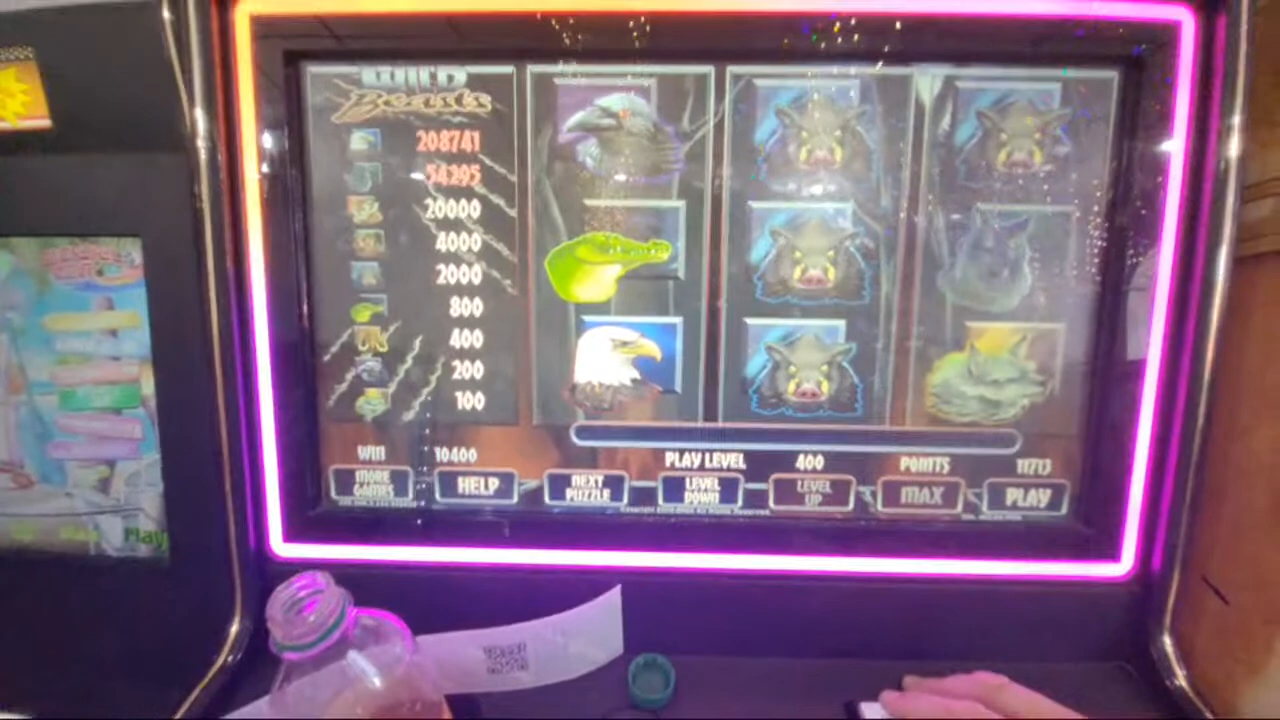 WILD
Beasts
208741
54295
20000
4000
2000
800
400
200
100
WIN 10400 PLAY LEVEL 400 POINTS 11713
MORE GAMES
HELP
NEXT PUZZLE
LEVEL DOWN
LEVEL UP
MAX
PLAY
Play